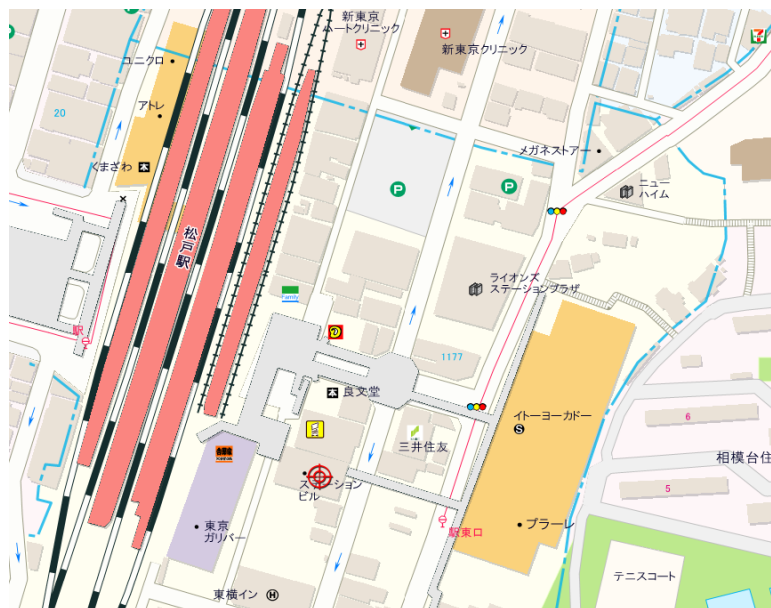 新東京
ハートクリニック
新東京クリニック
ユニクロ
20
アトレ
メガネストアー
くまざわ
本
P
P
ニュー
ハイム
松戸駅
ライオンズ
ステーションプラザ
Family
駅
1177
本
良文堂
イトーヨーカドー
S
6
三井住友
相模台住
ステーション
ビル
5
東京
ガリバー
駅東口
プラーレ
テニスコート
東横イン
H